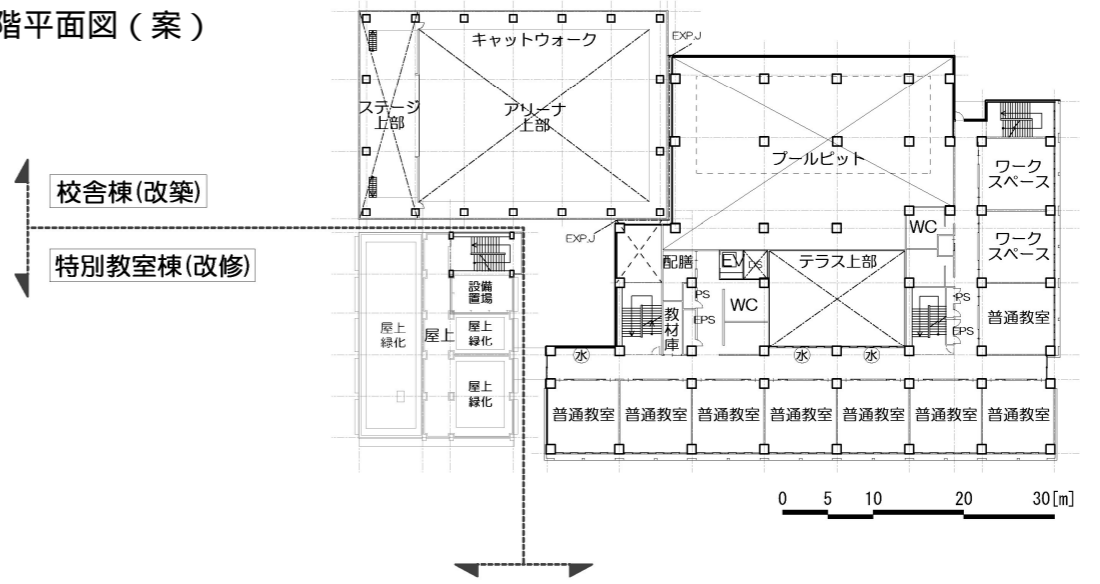 階平面図(案)
キャットウォーク
EXP.J
ステージ
上部
アリーナ
上部
プールピット
ワーク
スペース
校舎棟(改築)
特別教室棟(改修)
EXP.J
WC
ワーク
スペース
配膳
EV
DS
テラス上部
設備
置場
PS
WC
PS
普通教室
屋上
緑化
屋上
屋上
緑化
教
材
庫
EPS
EPS
水
水
水
屋上
緑化
普通教室
普通教室
普通教室
普通教室
普通教室
普通教室
普通教室
0 5 10 20 30[m]